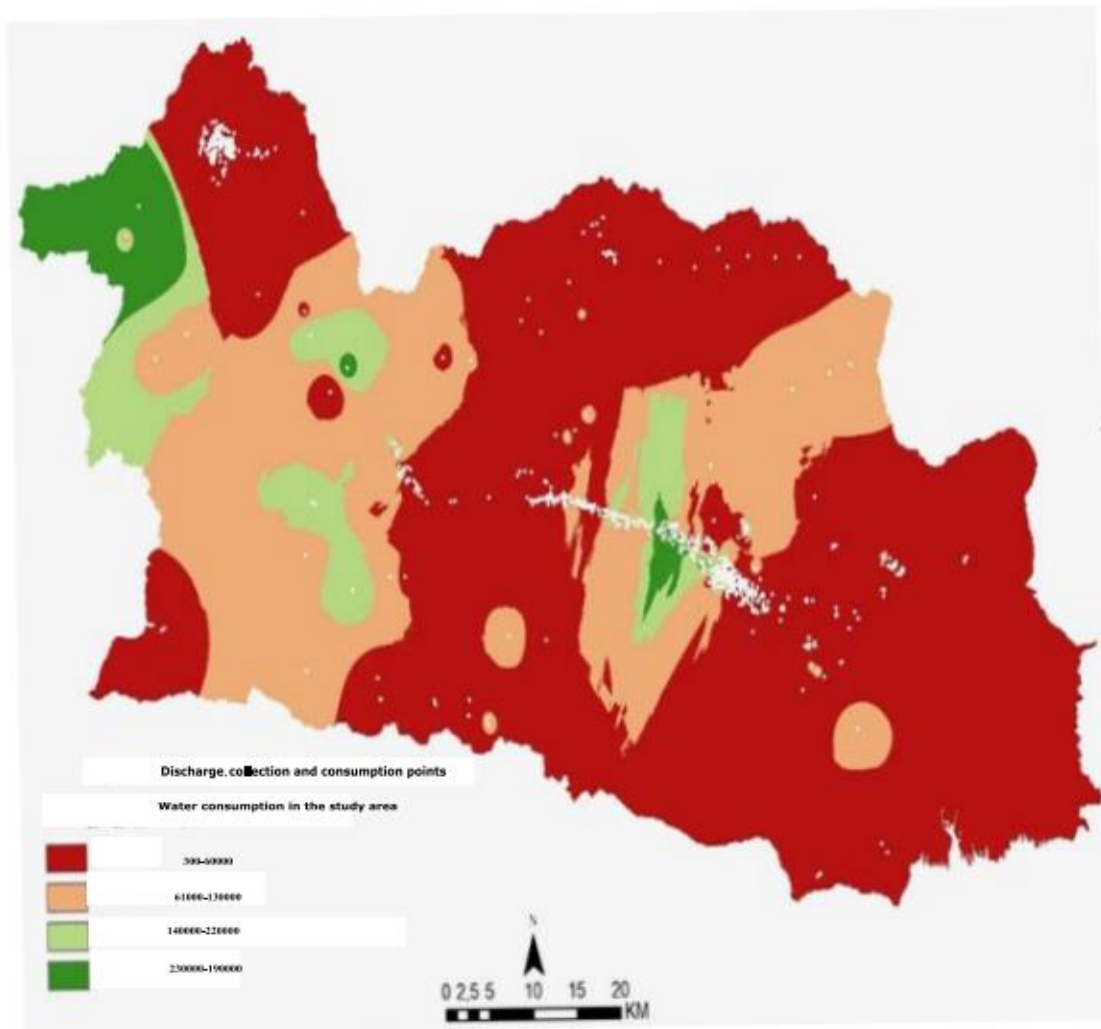 Discharge, collection and consumption points
Water consumption in the study area
300-60000
61000-130000
140000-220000
230000-190000
N
0 2,5 5 10 15 20
KM